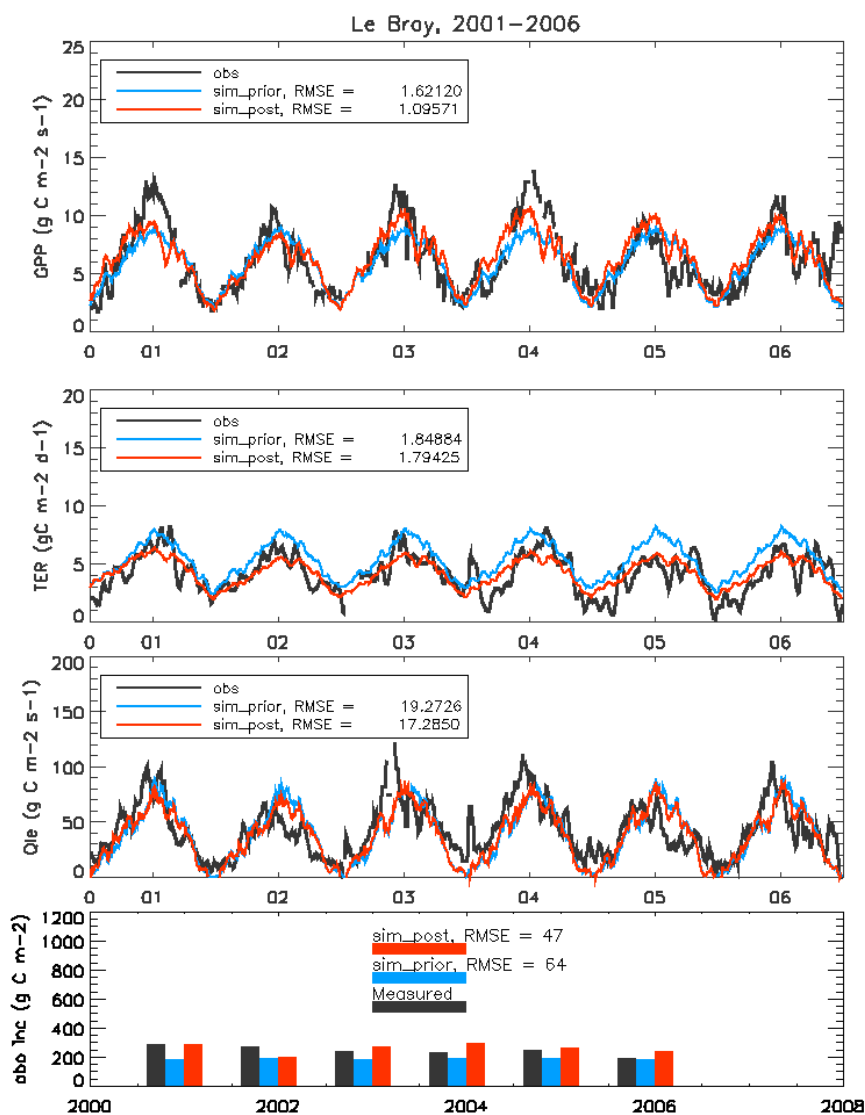 Le Bray, 2001-2006
25
20
15
10
5
0
GPP (g C m-2 s-1)
obs
sim_prior, RMSE = 1.62120
sim_post, RMSE = 1.09571
0 01 02 03 04 05 06
20
15
10
5
0
TER (gC m-2 d-1)
obs
sim_prior, RMSE = 1.84884
sim_post, RMSE = 1.79425
0 01 02 03 04 05 06
200
150
100
50
0
Qle (g C m-2 s-1)
obs
sim_prior, RMSE = 19.2726
sim_post, RMSE = 17.2850
0 01 02 03 04 05 06
1200
1000
800
600
400
200
0
abo inc (g C m-2)
sim_post, RMSE = 47
sim_prior, RMSE = 64
Measured
2000 2002 2004 2006 2008